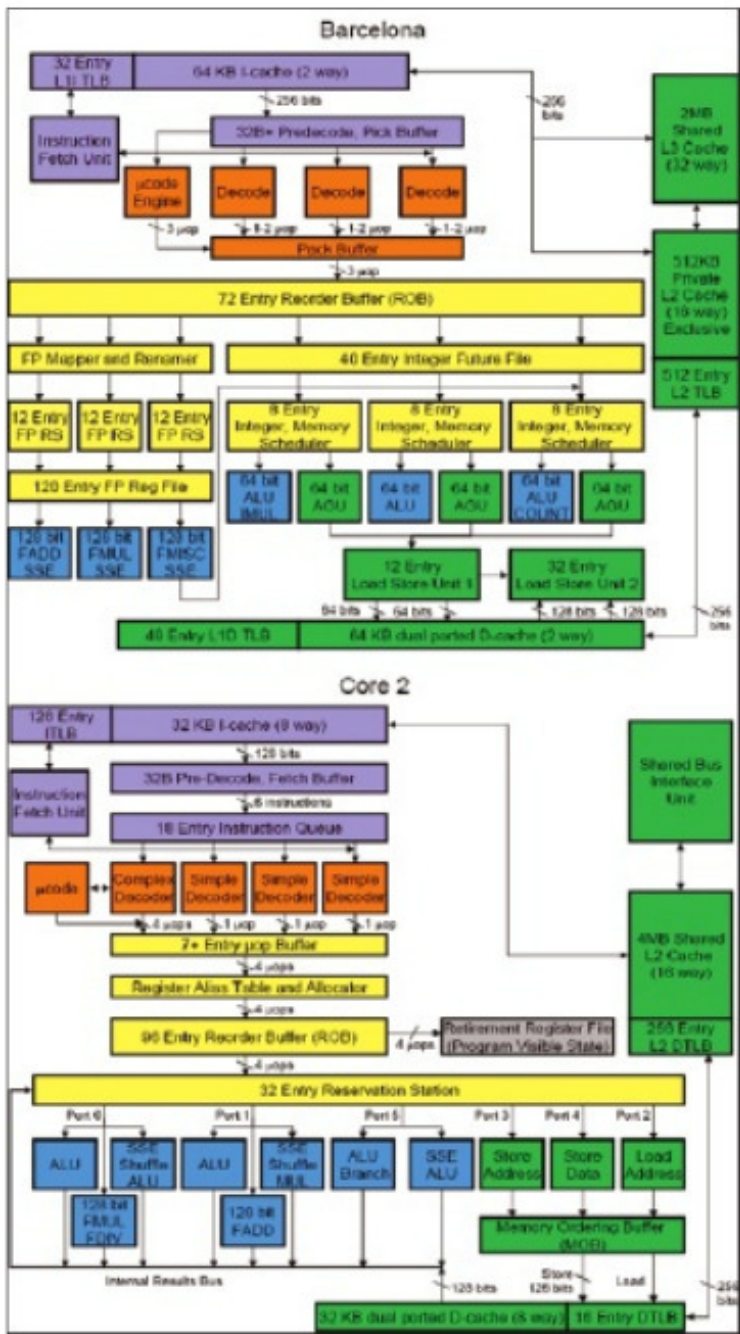 Barcelona
32 Entry
L1I TLB
64 KB I-cache (2 way)
256 bits
256
bits
2MB
Shared
L3 Cache
(32 way)
Instruction
Fetch Unit
32B+ Predecode, Pick Buffer
µcode
Engine
Decode
Decode
Decode
3 µop
1-2 µop
1-2 µop
1-2 µop
Pack Buffer
3 µop
512KB
Private
L2 Cache
(16 way)
Exclusive
72 Entry Reorder Buffer (ROB)
FP Mapper and Renamer
40 Entry Integer Future File
512 Entry
L2 TLB
12 Entry
FP RS
12 Entry
FP RS
12 Entry
FP RS
8 Entry
Integer, Memory
Scheduler
8 Entry
Integer, Memory
Scheduler
8 Entry
Integer, Memory
Scheduler
120 Entry FP Reg File
64 bit
ALU
IMUL
64 bit
AGU
64 bit
ALU
64 bit
AGU
64 bit
ALU
COUNT
64 bit
AGU
128 bit
FADD
SSE
128 bit
FMUL
SSE
128 bit
FMISC
SSE
12 Entry
Load Store Unit 1
32 Entry
Load Store Unit 2
64 bits
64 bits
128 bits
128 bits
256
bits
48 Entry L1D TLB
64 KB dual ported D-cache (2 way)
Core 2
128 Entry
ITLB
32 KB I-cache (8 way)
128 bits
Shared Bus
Interface
Unit
Instruction
Fetch Unit
32B Pre-Decode, Fetch Buffer
6 instructions
18 Entry Instruction Queue
µcode
Complex
Decoder
Simple
Decoder
Simple
Decoder
Simple
Decoder
4 µops
1 µop
1 µop
1 µop
4MB Shared
L2 Cache
(16 way)
7+ Entry µop Buffer
4 µops
Register Alias Table and Allocator
4 µops
96 Entry Reorder Buffer (ROB)
4 µops
Retirement Register File
(Program Visible State)
256 Entry
L2 DTLB
4 µops
32 Entry Reservation Station
Port 0
Port 1
Port 5
Port 3
Port 4
Port 2
ALU
SSE
Shuffle
ALU
ALU
SSE
Shuffle
MUL
ALU
Branch
SSE
ALU
Store
Address
Store
Data
Load
Address
128 bit
FMUL
FDIV
128 bit
FADD
Memory Ordering Buffer
(MOB)
Internal Results Bus
128 bits
Store
128 bits
Load
256
bits
32 KB dual ported D-cache (8 way)
16 Entry DTLB